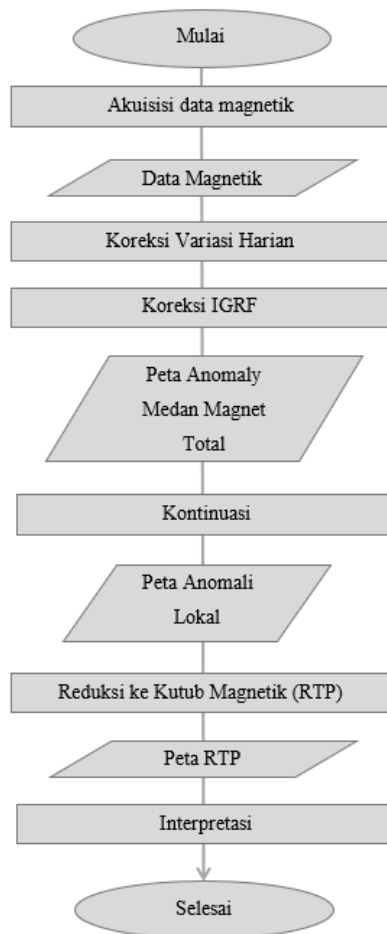 Mulai
Akuisisi data magnetik
Data Magnetik
Koreksi Variasi Harian
Koreksi IGRF
Peta Anomaly
Medan Magnet
Total
Kontinuasi
Peta Anomali
Lokal
Reduksi ke Kutub Magnetik (RTP)
Peta RTP
Interpretasi
Selesai